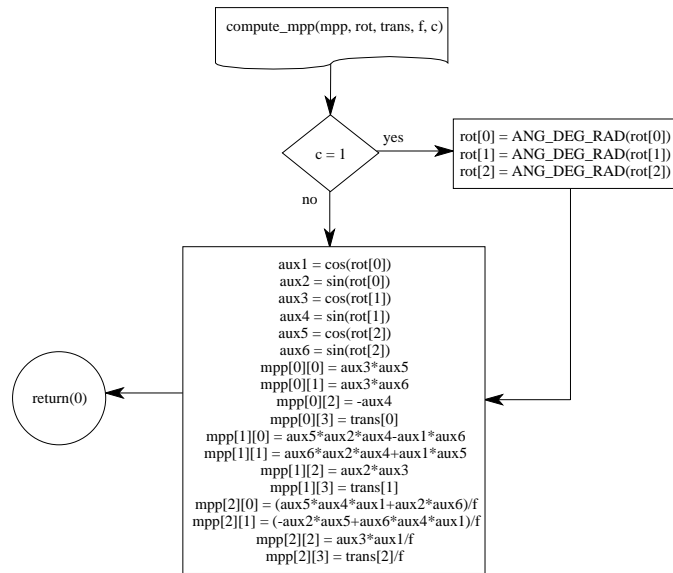 compute_mpp(mpp, rot, trans, f, c)
c = 1
yes
rot[0] = ANG_DEG_RAD(rot[0])
rot[1] = ANG_DEG_RAD(rot[1])
rot[2] = ANG_DEG_RAD(rot[2])
no
aux1 = cos(rot[0])
aux2 = sin(rot[0])
aux3 = cos(rot[1])
aux4 = sin(rot[1])
aux5 = cos(rot[2])
aux6 = sin(rot[2])
mpp[0][0] = aux3*aux5
mpp[0][1] = aux3*aux6
mpp[0][2] = -aux4
mpp[0][3] = trans[0]
mpp[1][0] = aux5*aux2*aux4-aux1*aux6
mpp[1][1] = aux6*aux2*aux4+aux1*aux5
mpp[1][2] = aux2*aux3
mpp[1][3] = trans[1]
mpp[2][0] = (aux5*aux4*aux1+aux2*aux6)/f
mpp[2][1] = (-aux2*aux5+aux6*aux4*aux1)/f
mpp[2][2] = aux3*aux1/f
mpp[2][3] = trans[2]/f
return(0)